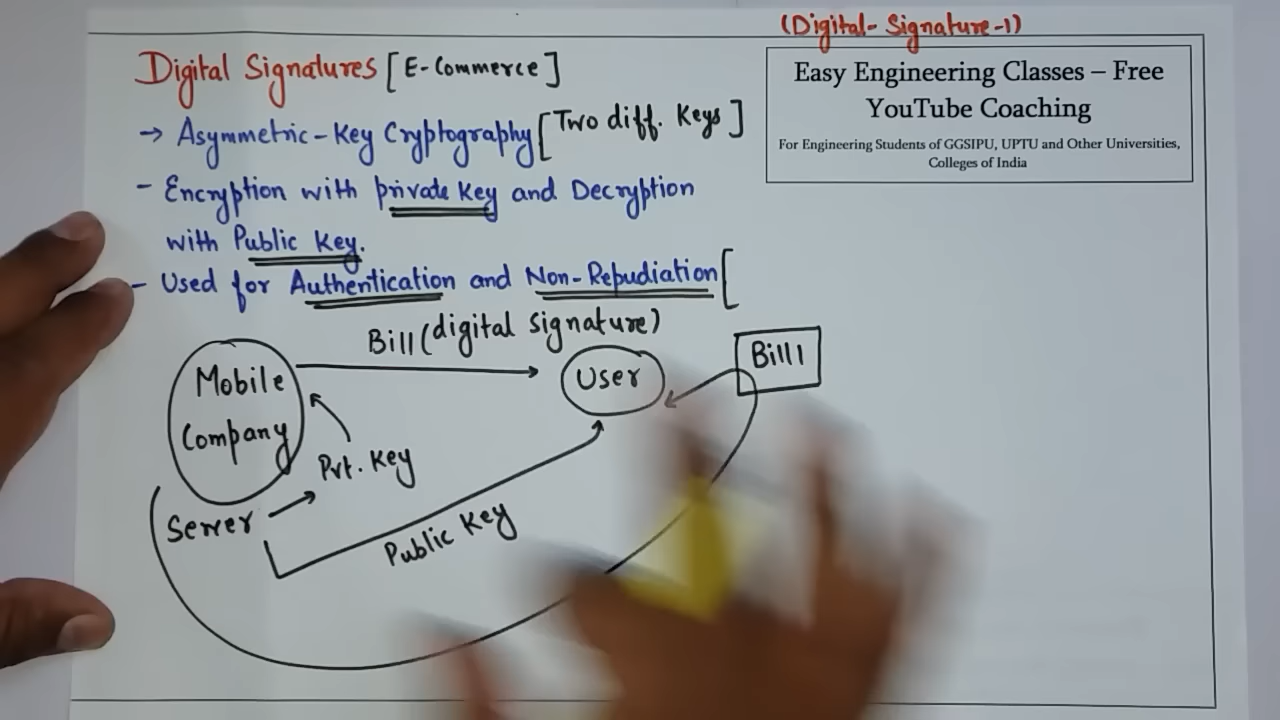 (Digital-Signature-1)
Digital Signatures [E-Commerce]
Easy Engineering Classes – Free
YouTube Coaching
For Engineering Students of GGSIPU, UPTU and Other Universities,
Colleges of India
→ Asymmetric-Key Cryptography [Two diff. Keys]
- Encryption with private Key and Decryption
with Public Key.
- Used for Authentication and Non-Repudiation [
Bill (digital signature)
Mobile
Company
User
Bill 1
Pvt. Key
Server
Public Key